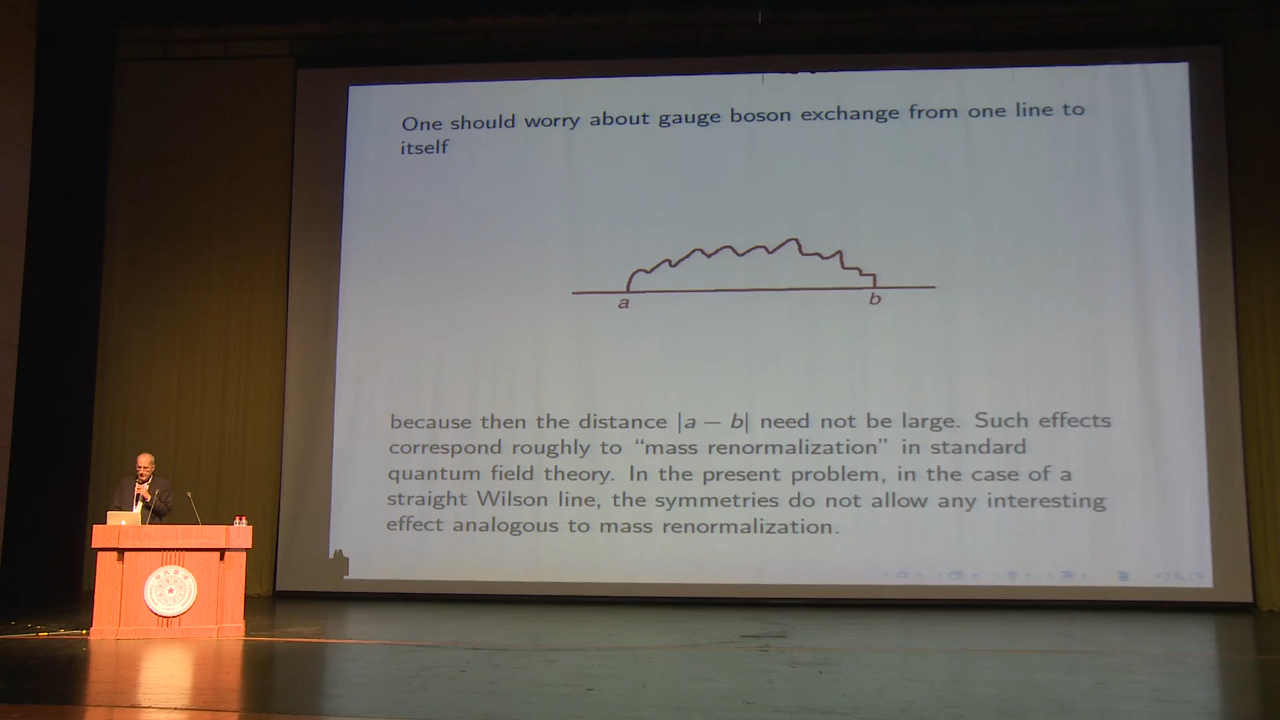 One should worry about gauge boson exchange from one line to
itself
a
b
because then the distance |a − b| need not be large. Such effects
correspond roughly to “mass renormalization” in standard
quantum field theory. In the present problem, in the case of a
straight Wilson line, the symmetries do not allow any interesting
effect analogous to mass renormalization.